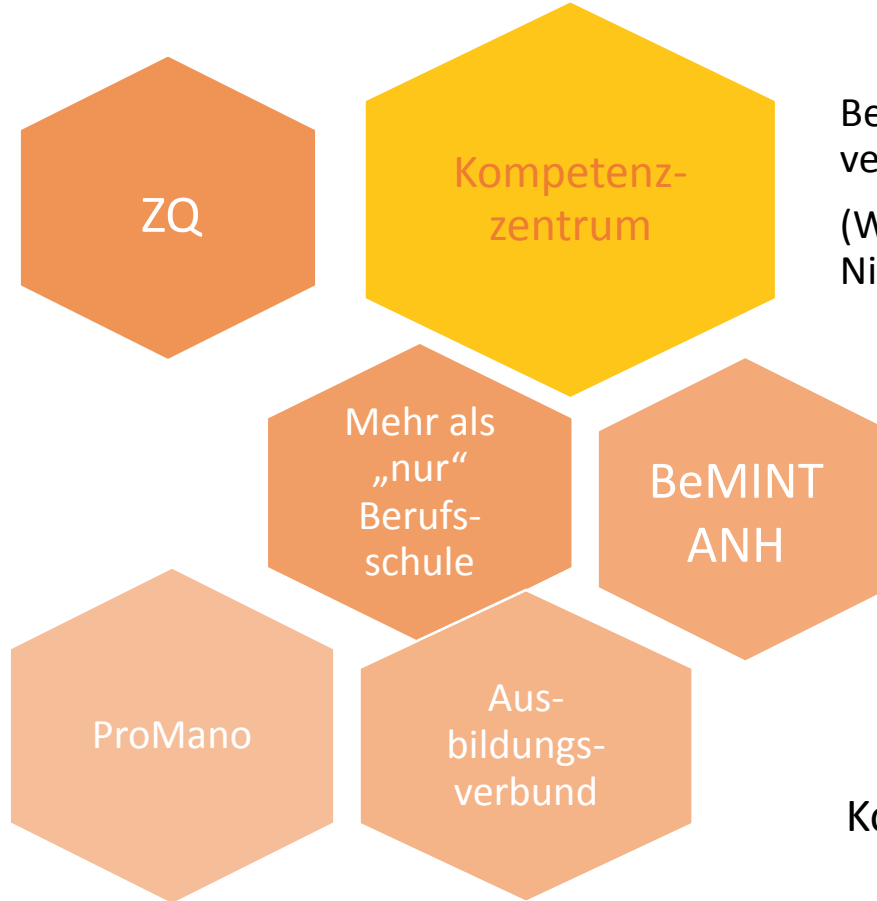 ZQ
Kompetenz-
zentrum
Mehr als
„nur“
Berufs-
schule
BeMINT
ANH
ProMano
Aus-
bildungs-
verbund